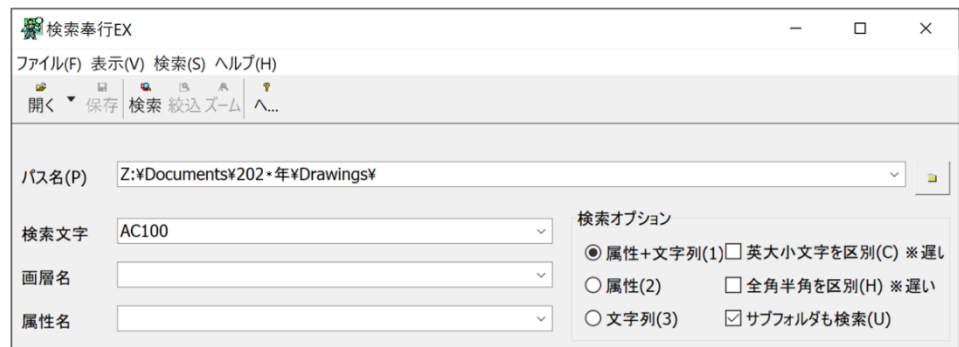 検索奉行EX
ファイル(F) 表示(V) 検索(S) ヘルプ(H)
開く 保存 検索 絞込 ズーム ヘ...
パス名(P) Z:¥Documents¥202*年¥Drawings¥
検索文字 AC100
画層名
属性名
検索オプション
属性+文字列(1) 英大小文字を区別(C) ※遅い
属性(2) 全角半角を区別(H) ※遅い
文字列(3) サブフォルダも検索(U)